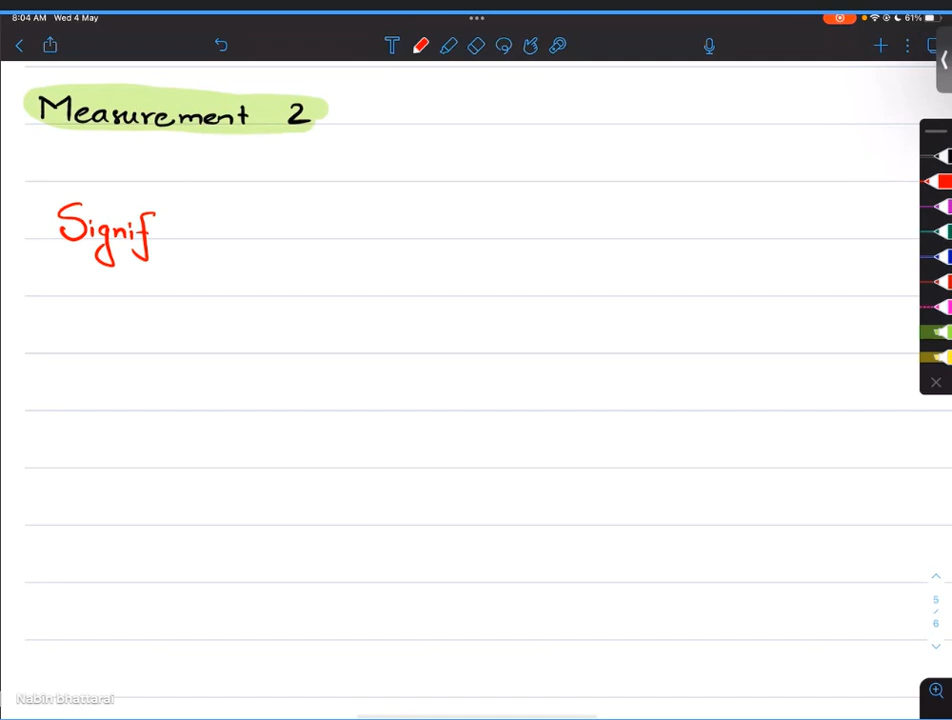 8:04 AM Wed 4 May
61%
T
Measurement 2
Signif
5
6
Nabin bhattarai